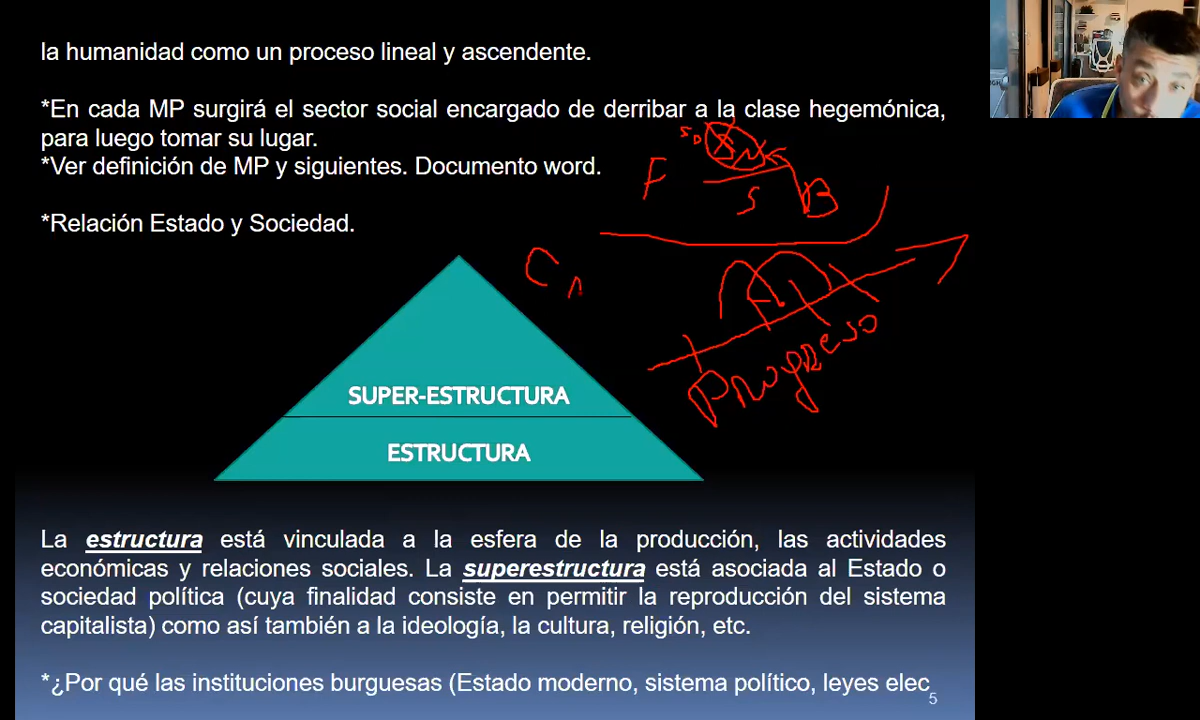 la humanidad como un proceso lineal y ascendente.
*En cada MP surgirá el sector social encargado de derribar a la clase hegemónica,
para luego tomar su lugar.
*Ver definición de MP y siguientes. Documento word.
F
S
B
*Relación Estado y Sociedad.
C
Progreso
SUPER-ESTRUCTURA
ESTRUCTURA
La estructura está vinculada a la esfera de la producción, las actividades
económicas y relaciones sociales. La superestructura está asociada al Estado o
sociedad política (cuya finalidad consiste en permitir la reproducción del sistema
capitalista) como así también a la ideología, la cultura, religión, etc.
*¿Por qué las instituciones burguesas (Estado moderno, sistema político, leyes elec
5